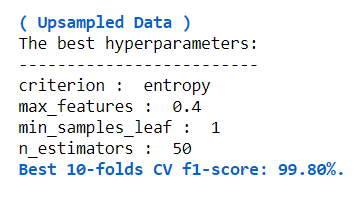 ( Upsampled Data )
The best hyperparameters:
-------------------------
criterion :  entropy
max_features :  0.4
min_samples_leaf :  1
n_estimators :  50
Best 10-folds CV f1-score: 99.80%.